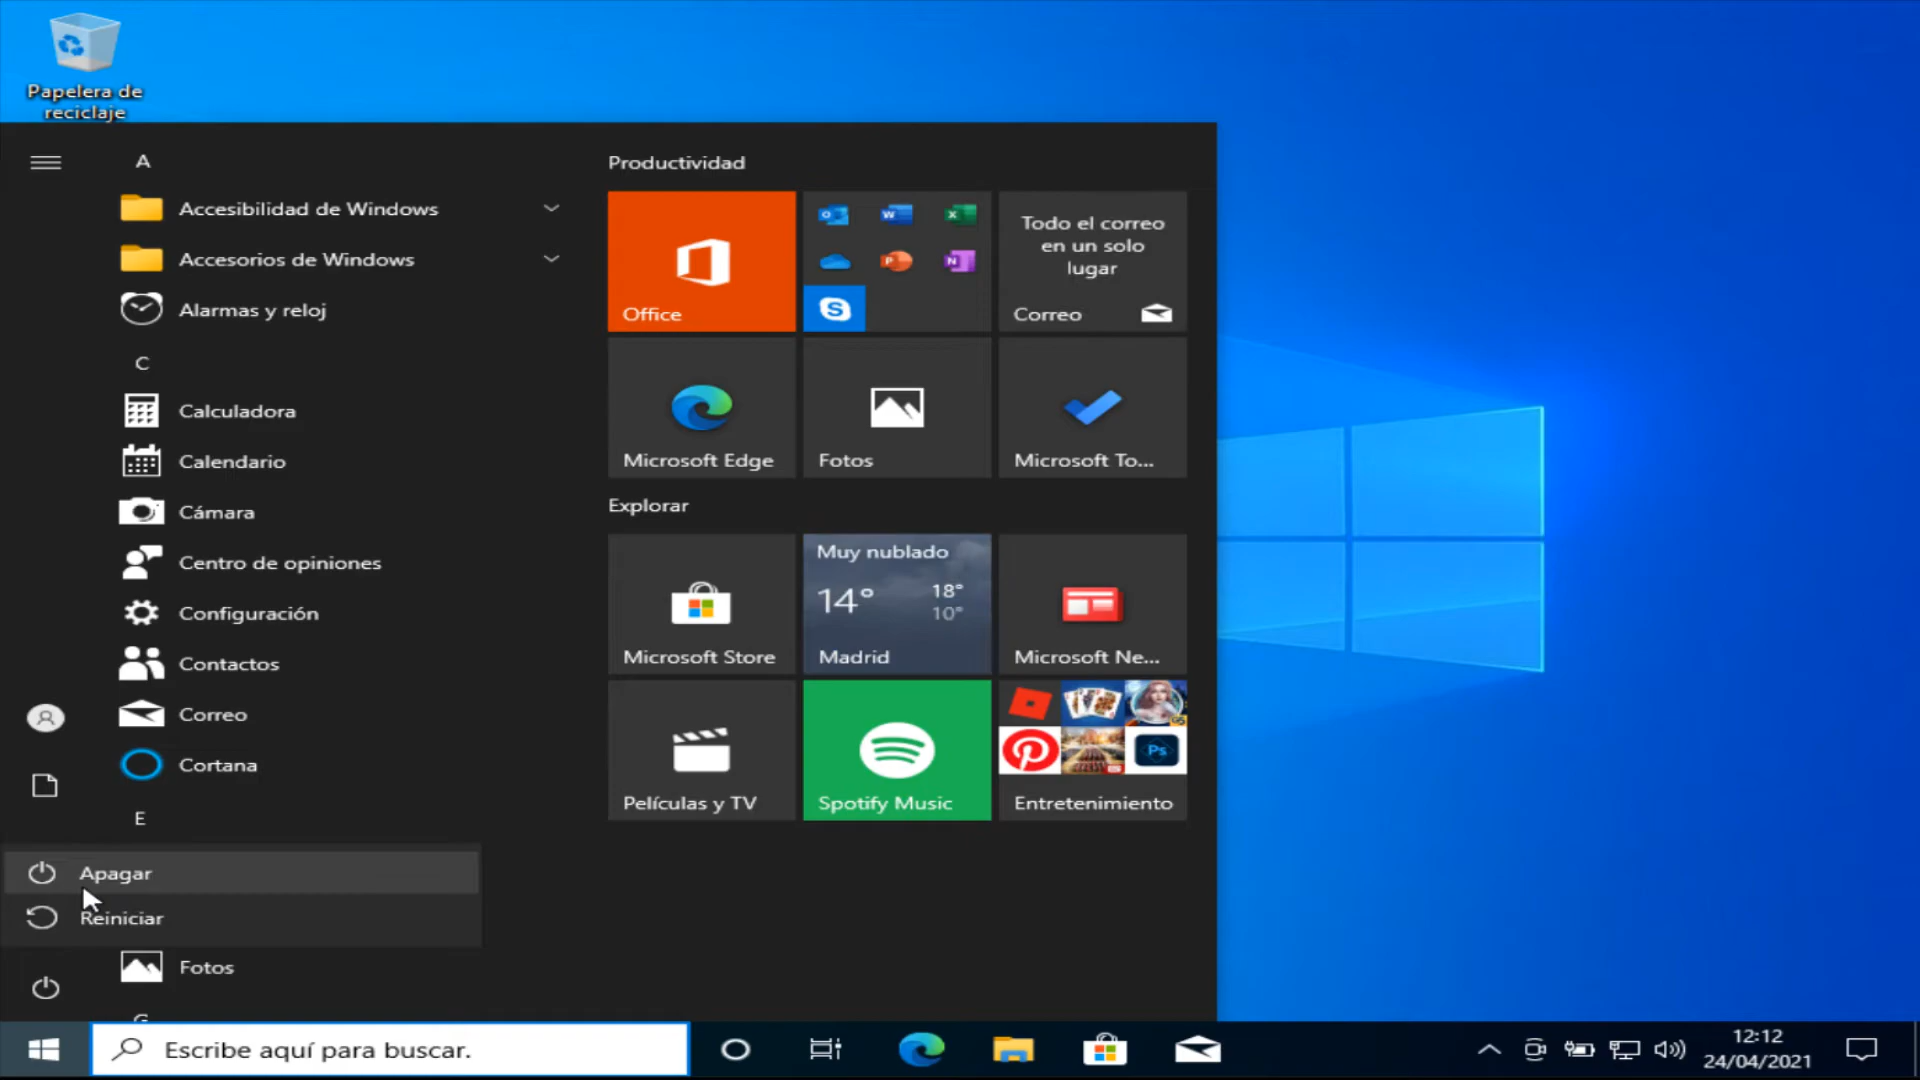 Papelera de
reciclaje
A
Accesibilidad de Windows
Accesorios de Windows
Alarmas y reloj
C
Calculadora
Calendario
Cámara
Centro de opiniones
Configuración
Contactos
Correo
Cortana
E
Apagar
Reiniciar
Fotos
G
Productividad
Office
Todo el correo
en un solo
lugar
Correo
Microsoft Edge
Fotos
Microsoft To...
Explorar
Microsoft Store
Muy nublado
14°
18°
10°
Madrid
Microsoft Ne...
Películas y TV
Spotify Music
Ps
Entretenimiento
Escribe aquí para buscar.
12:12
24/04/2021